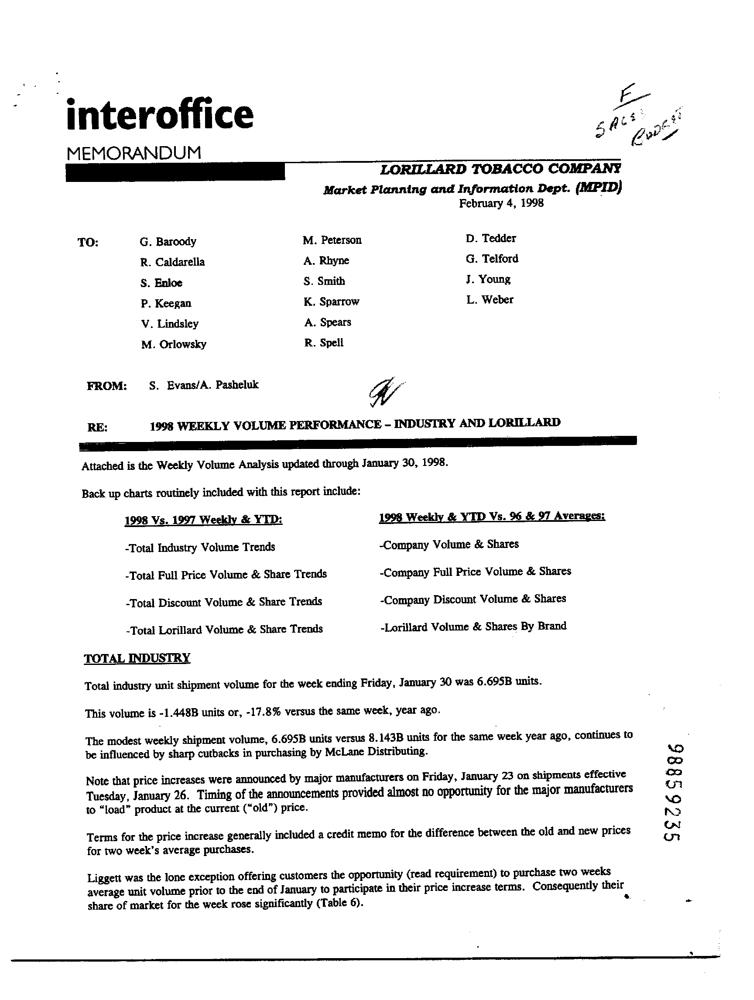 interoffice
MEMORANDUM
F
SALES
LORILLARD TOBACCO COMPANY
Market Planning and Information Dept. (MPID)
February 4, 1998
TO: G. Baroody M. Peterson D. Tedder
R. Caldarella A. Rhyne G. Telford
S. Enloe S. Smith J. Young
P. Keegan K. Sparrow L. Weber
V. Lindsley A. Spears
M. Orlowsky R. Spell
FROM: S. Evans/A. Pasheluk
RE: 1998 WEEKLY VOLUME PERFORMANCE – INDUSTRY AND LORILLARD
Attached is the Weekly Volume Analysis updated through January 30, 1998.
Back up charts routinely included with this report include:
1998 Vs. 1997 Weekly & YTD: 1998 Weekly & YTD Vs. 96 & 97 Averages:
-Total Industry Volume Trends -Company Volume & Shares
-Total Full Price Volume & Share Trends -Company Full Price Volume & Shares
-Total Discount Volume & Share Trends -Company Discount Volume & Shares
-Total Lorillard Volume & Share Trends -Lorillard Volume & Shares By Brand
TOTAL INDUSTRY
Total industry unit shipment volume for the week ending Friday, January 30 was 6.695B units.
This volume is -1.448B units or, -17.8% versus the same week, year ago.
The modest weekly shipment volume, 6.695B units versus 8.143B units for the same week year ago, continues to
be influenced by sharp cutbacks in purchasing by McLane Distributing.
Note that price increases were announced by major manufacturers on Friday, January 23 on shipments effective
Tuesday, January 26. Timing of the announcements provided almost no opportunity for the major manufacturers
to “load” product at the current (“old”) price.
Terms for the price increase generally included a credit memo for the difference between the old and new prices
for two week's average purchases.
Liggett was the lone exception offering customers the opportunity (read requirement) to purchase two weeks
average unit volume prior to the end of January to participate in their price increase terms. Consequently their
share of market for the week rose significantly (Table 6).
98859235